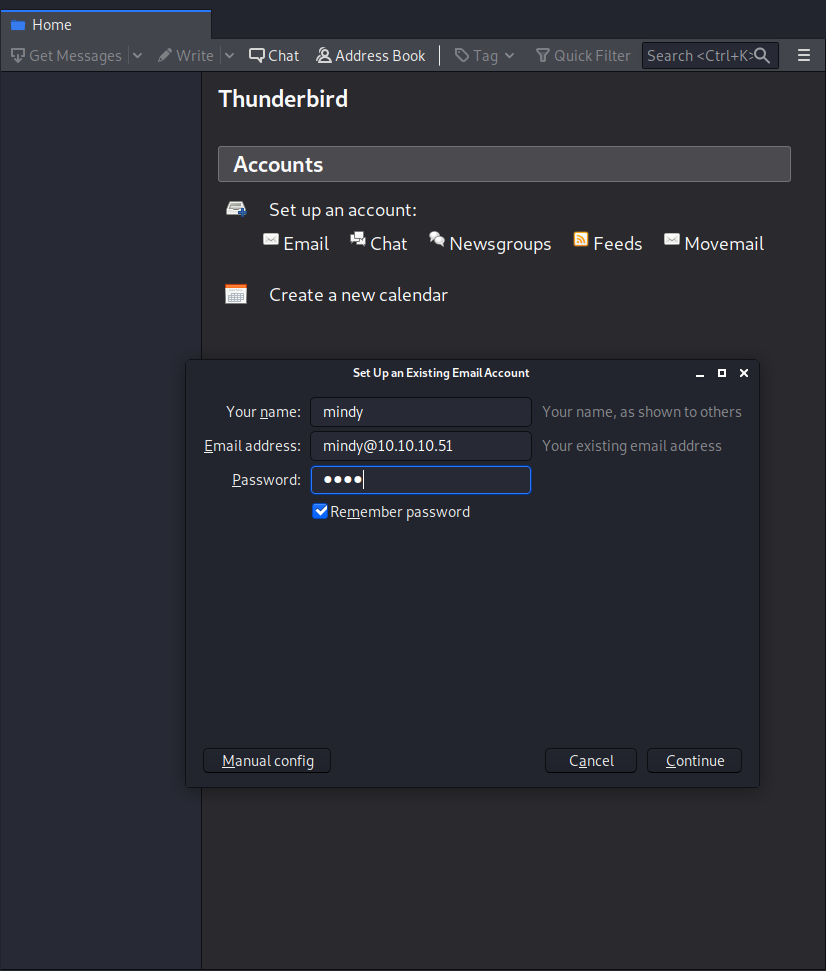 Home
Get Messages Write Chat Address Book Tag Quick Filter Search <Ctrl+K>
Thunderbird
Accounts
Set up an account:
Email Chat Newsgroups Feeds Movemail
Create a new calendar
Set Up an Existing Email Account
Your name: mindy Your name, as shown to others
Email address: mindy@10.10.10.51 Your existing email address
Password: ●●●●
Remember password
Manual config Cancel Continue